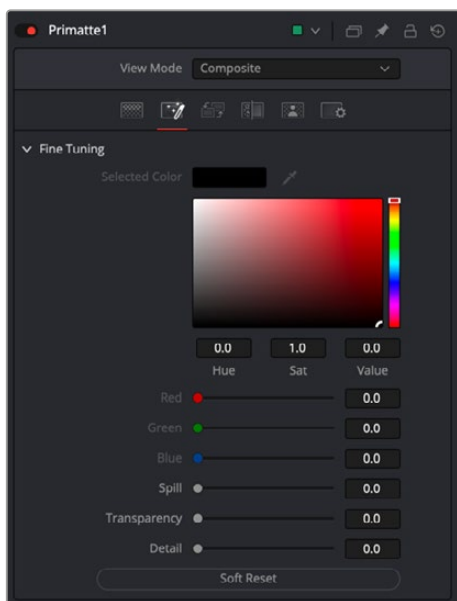 Primatte1
View Mode Composite
Fine Tuning
Selected Color
0.0 1.0 0.0
Hue Sat Value
Red 0.0
Green 0.0
Blue 0.0
Spill 0.0
Transparency 0.0
Detail 0.0
Soft Reset